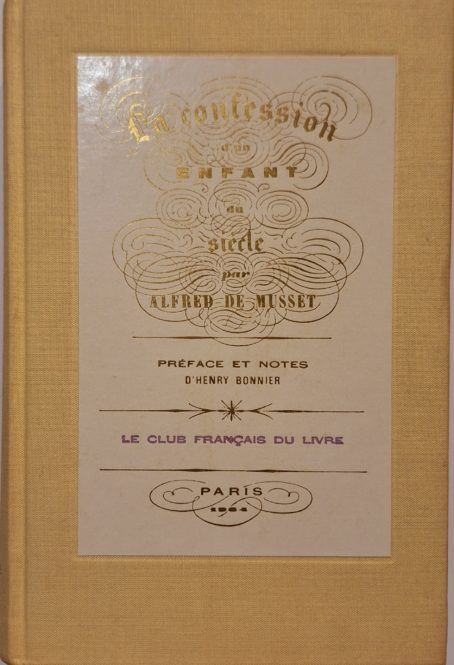 La confession
d'un
ENFANT
du
siècle
par
ALFRED DE MUSSET
PRÉFACE ET NOTES
D'HENRY BONNIER
LE CLUB FRANÇAIS DU LIVRE
PARIS
1964